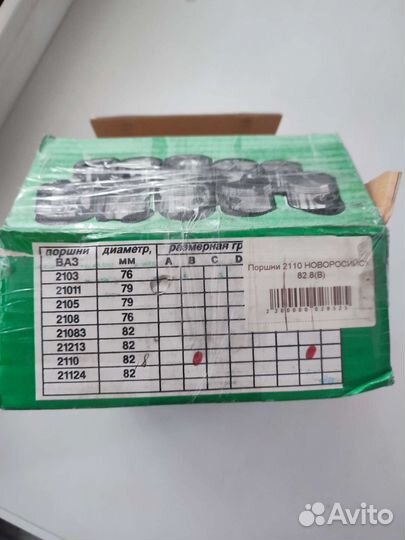 поршни ВАЗ диаметр, мм размерная гр
A B C D
2103 76
21011 79
2105 79
2108 76
21083 82
21213 82
2110 82 8
21124 82
Поршни 2110 НОВОРОСИЙС
82.8(В)
Avito